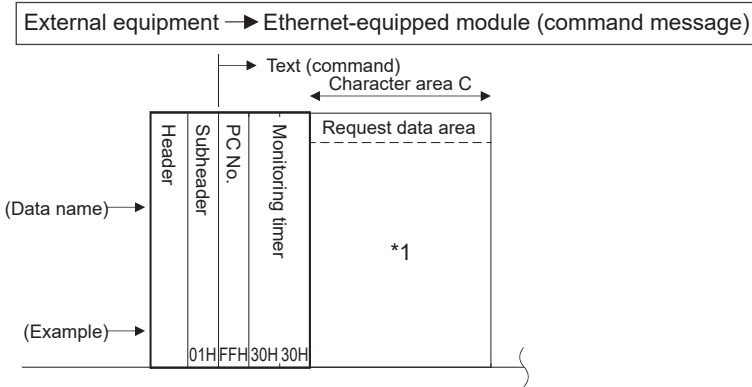 External equipment → Ethernet-equipped module (command message)
Text (command)
Character area C
Header
Subheader
PC No.
Monitoring timer
Request data area
(Data name)
*1
(Example)
01H FFH 30H 30H